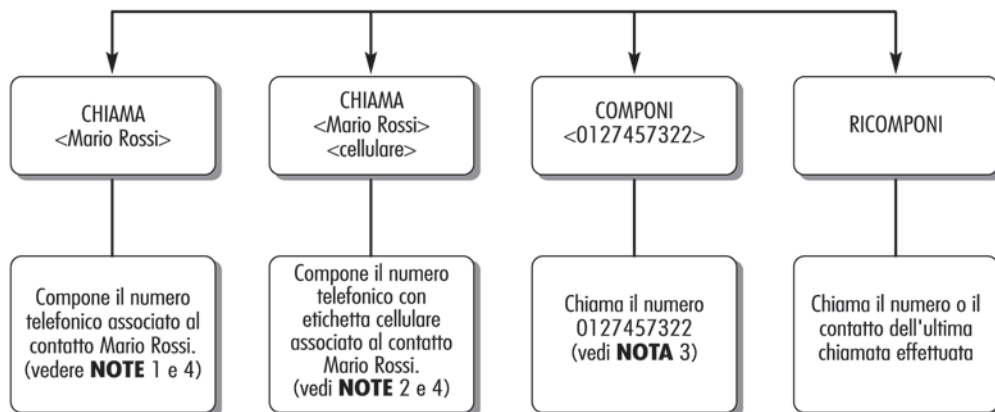 CHIAMA
<Mario Rossi>
CHIAMA
<Mario Rossi>
<cellulare>
COMPONI
<0127457322>
RICOMPONI
Compone il numero
telefonico associato al
contatto Mario Rossi.
(vedere NOTE 1 e 4)
Compone il numero
telefonico con
etichetta cellulare
associato al contatto
Mario Rossi.
(vedi NOTE 2 e 4)
Chiama il numero
0127457322
(vedi NOTA 3)
Chiama il numero o il
contatto dell'ultima
chiamata effettuata